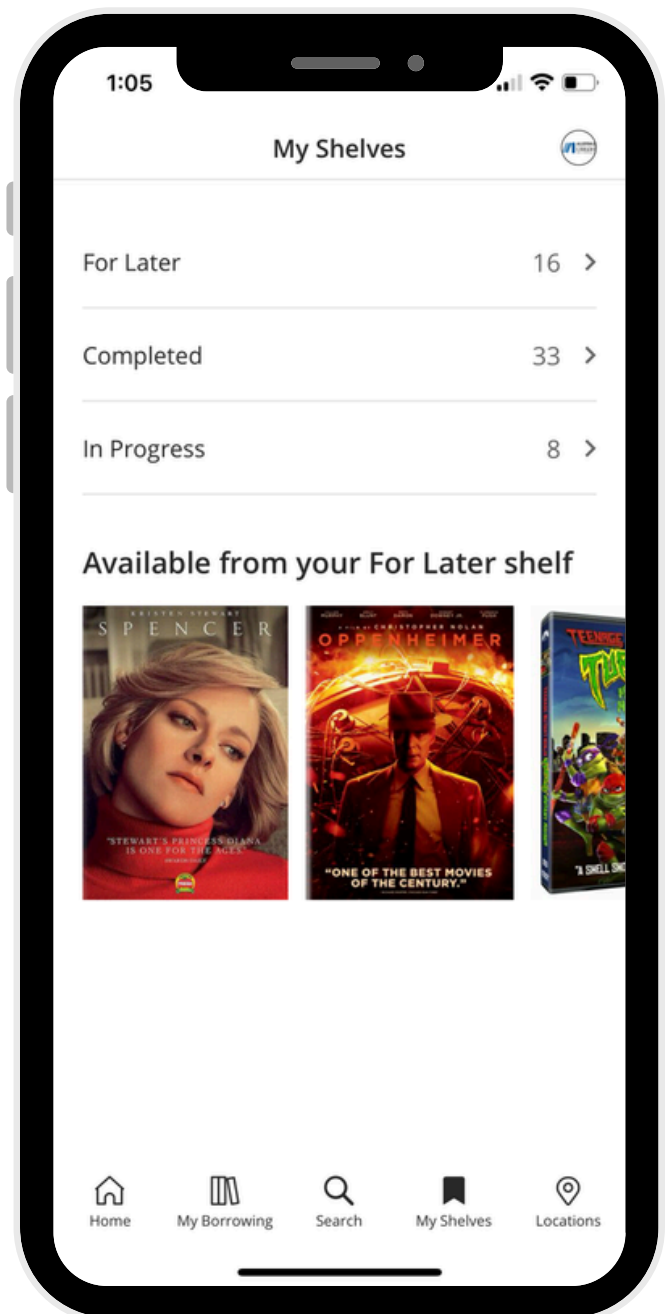 1:05
My Shelves
For Later 16
Completed 33
In Progress 8
Available from your For Later shelf
KRISTEN STEWART
SPENCER
"STEWART'S PRINCESS DIANA
IS ONE FOR THE AGES."
A FILM BY CHRISTOPHER NOLAN
OPPENHEIMER
"ONE OF THE BEST MOVIES
OF THE CENTURY."
TEENAGE
"A SMELL
Home My Borrowing Search My Shelves Locations